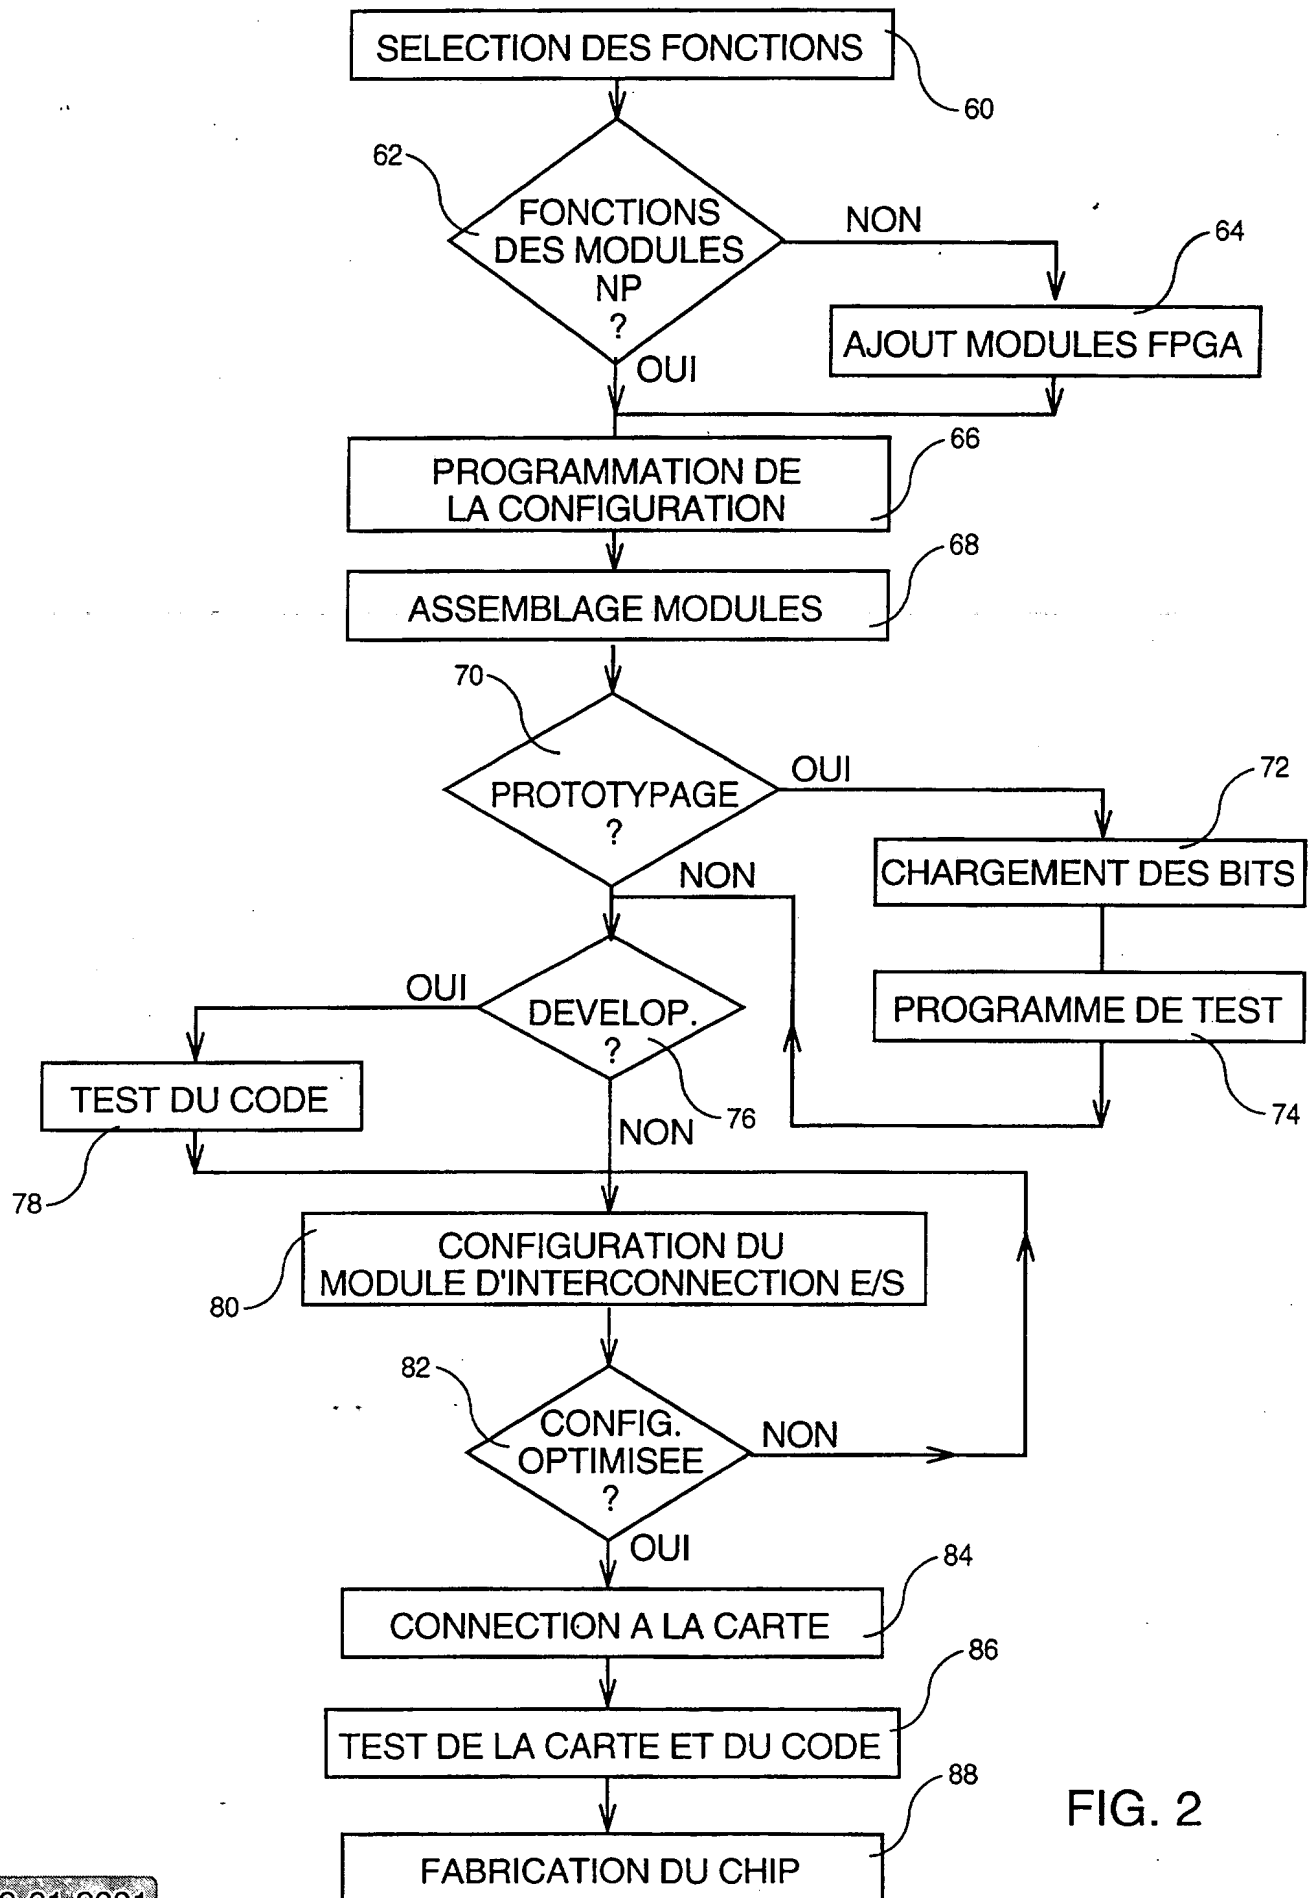 SELECTION DES FONCTIONS
60
62
FONCTIONS
DES MODULES
NP
?
NON
64
AJOUT MODULES FPGA
OUI
66
PROGRAMMATION DE
LA CONFIGURATION
68
ASSEMBLAGE MODULES
70
PROTOTYPAGE
?
OUI
72
CHARGEMENT DES BITS
NON
PROGRAMME DE TEST
74
OUI
DEVELOP.
?
76
TEST DU CODE
78
NON
CONFIGURATION DU
MODULE D'INTERCONNECTION E/S
80
82
CONFIG.
OPTIMISEE
?
NON
OUI
84
CONNECTION A LA CARTE
86
TEST DE LA CARTE ET DU CODE
88
FABRICATION DU CHIP
FIG. 2